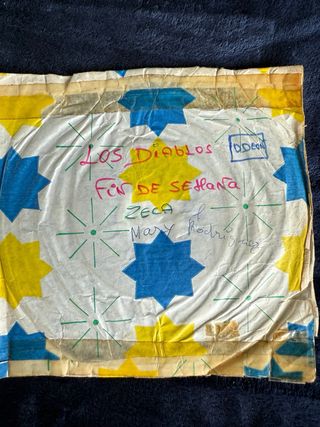 LOS DIABLOS
ODEON
FIN DE SEMANA
ZECA
Mary Rodriguez